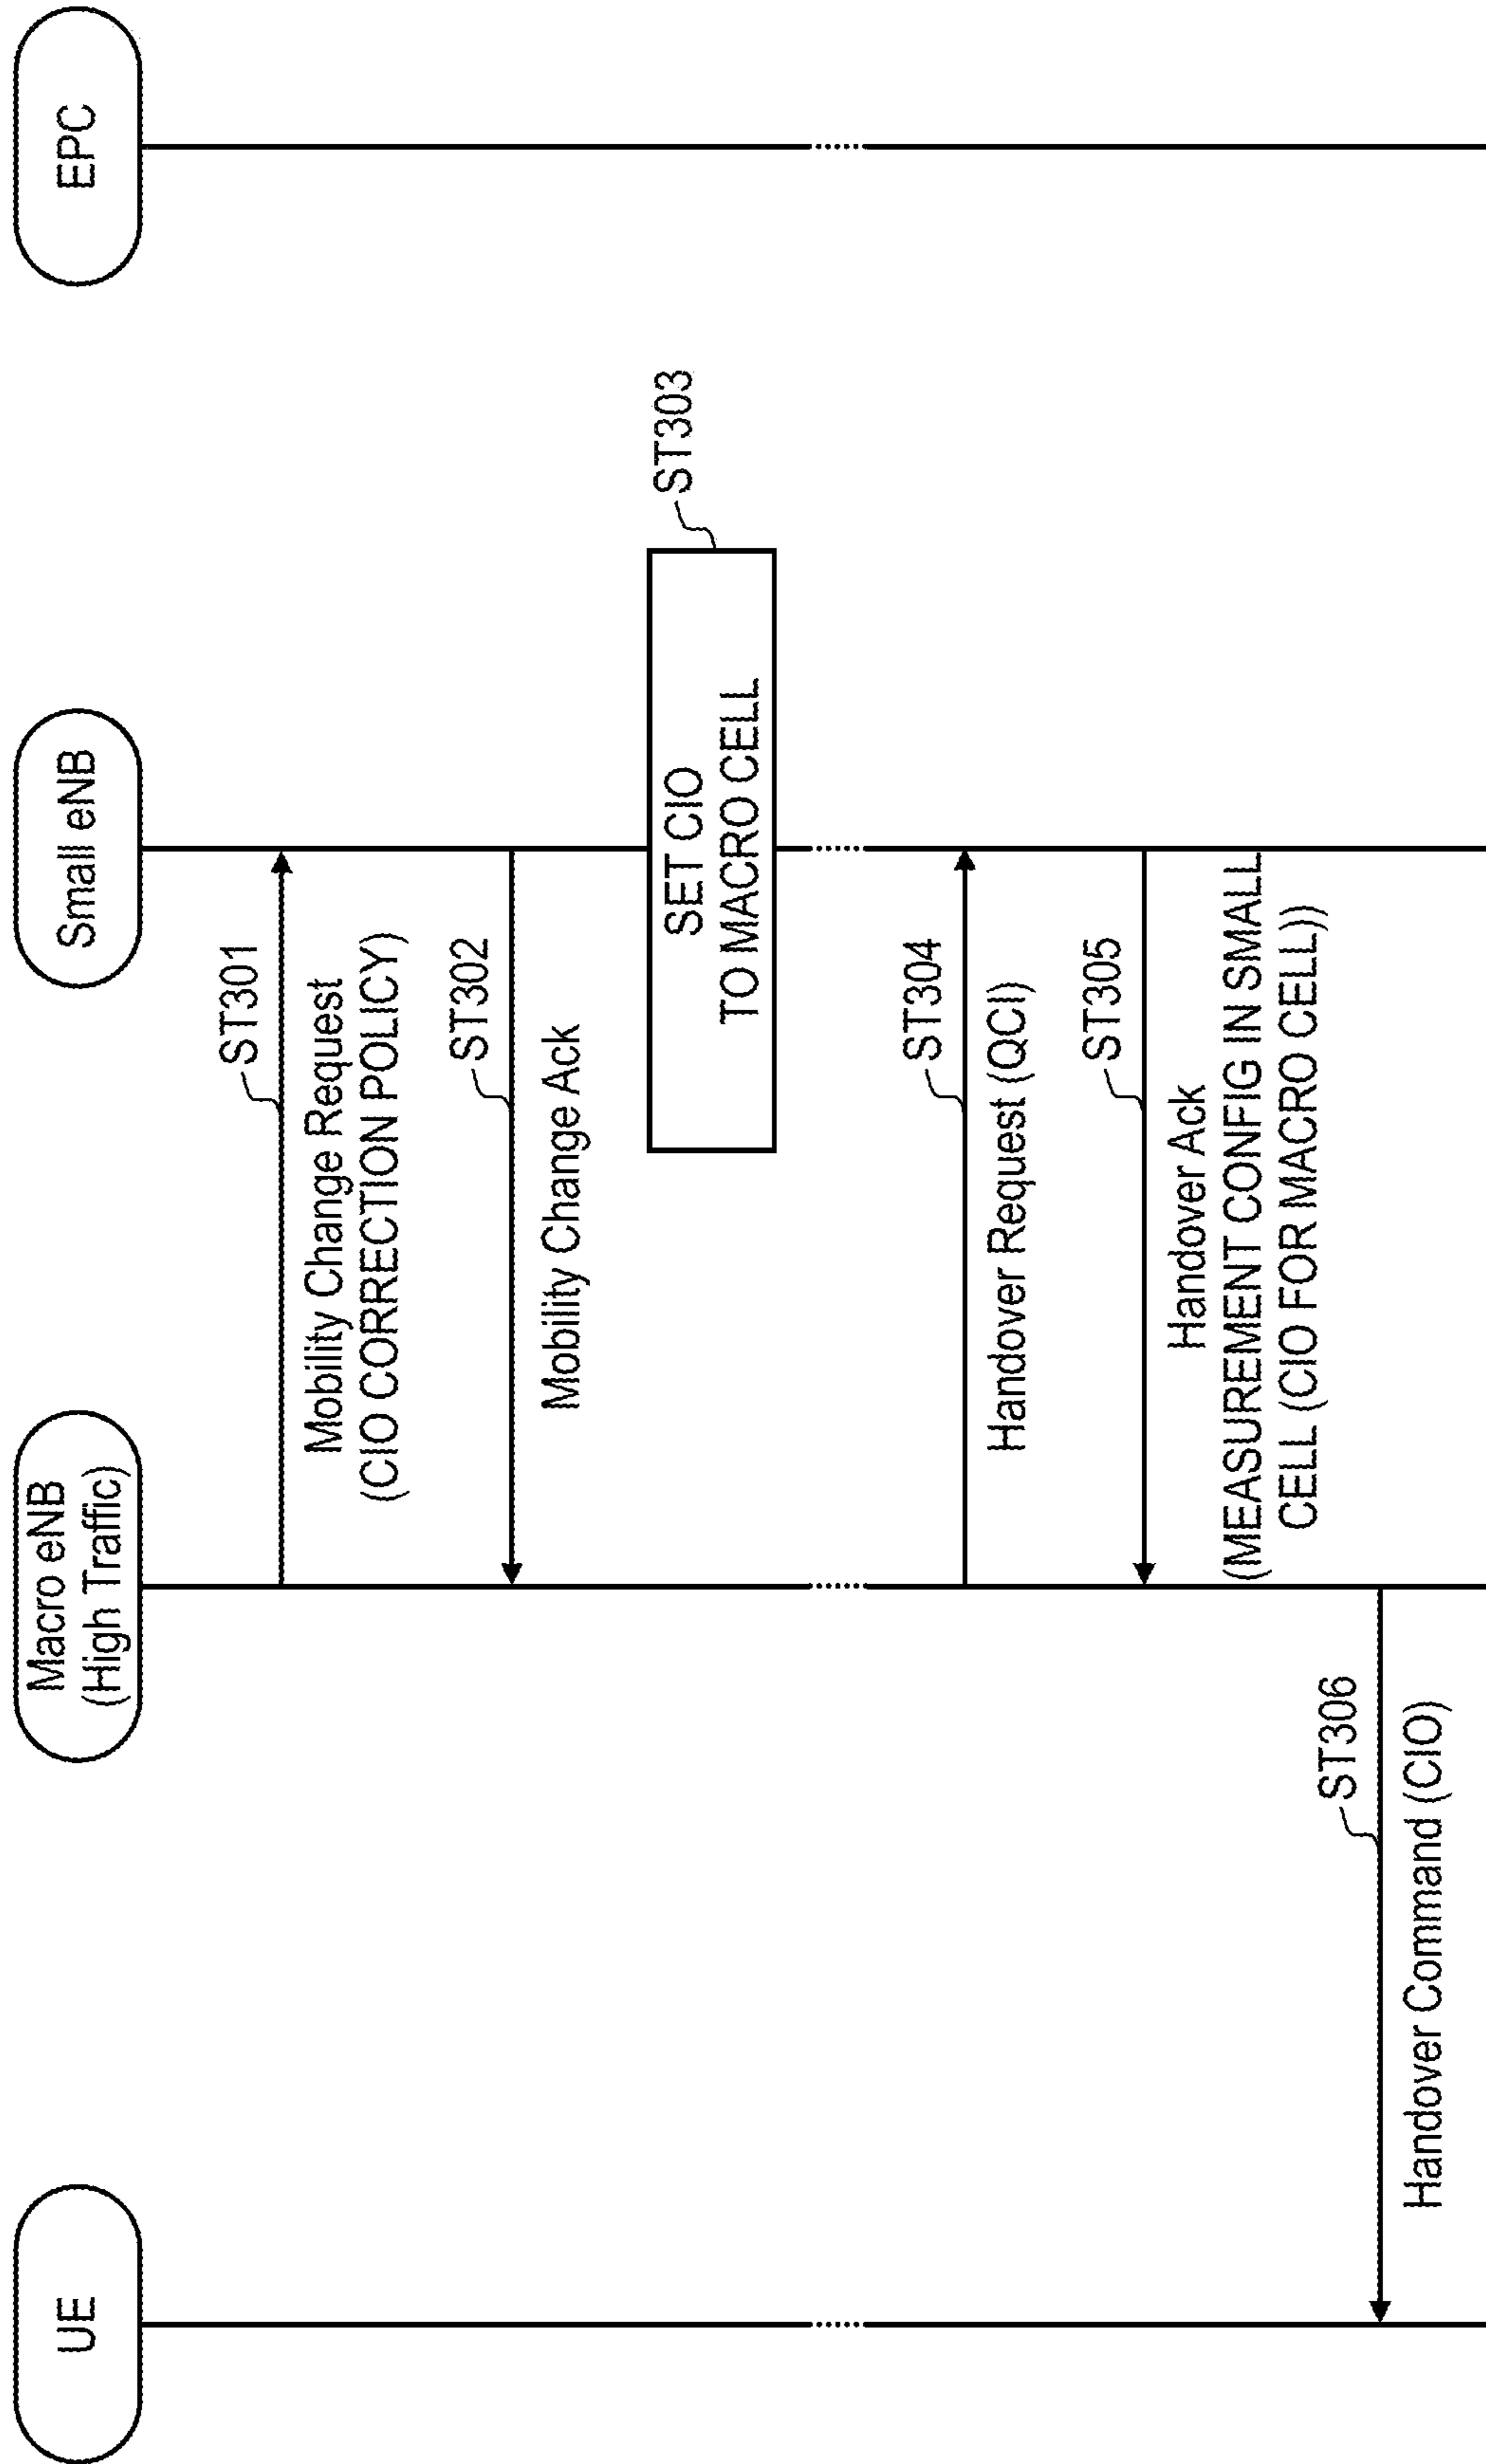 UE
Macro eNB
(High Traffic)
Small eNB
EPC
ST301
Mobility Change Request
(CIO CORRECTION POLICY)
ST302
Mobility Change Ack
ST303
SET CIO
TO MACRO CELL
ST304
Handover Request (QCI)
ST305
Handover Ack
(MEASUREMENT CONFIG IN SMALL
CELL (CIO FOR MACRO CELL))
ST306
Handover Command (CIO)